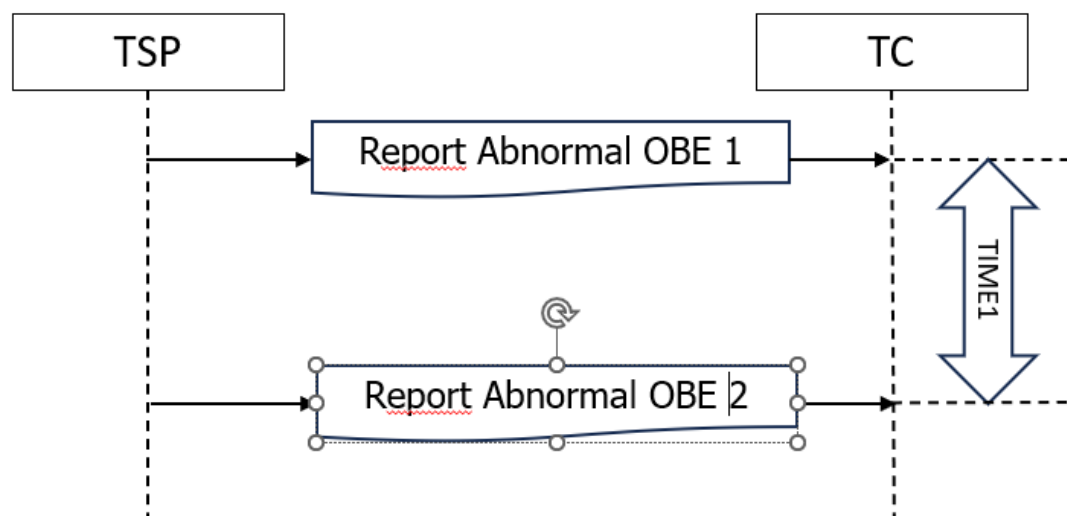 TSP
TC
Report Abnormal OBE 1
TIME1
Report Abnormal OBE 2